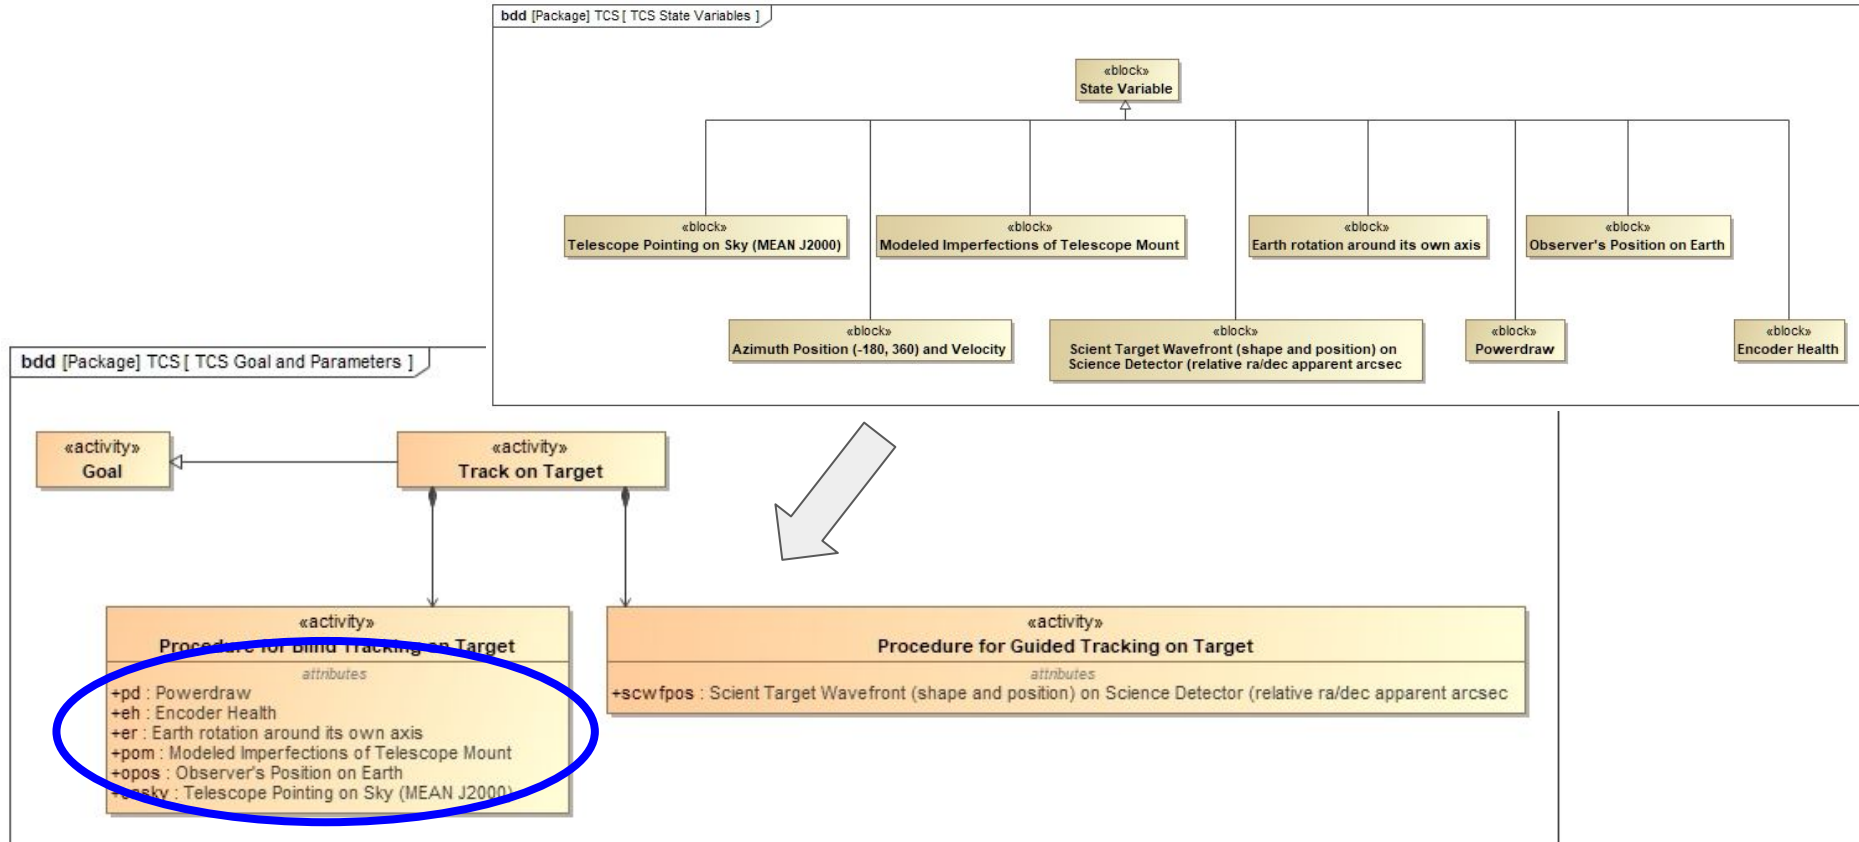 bdd [Package] TCS [ TCS State Variables ]
«block»
State Variable
«block»
Telescope Pointing on Sky (MEAN J2000)
«block»
Modeled Imperfections of Telescope Mount
«block»
Earth rotation around its own axis
«block»
Observer's Position on Earth
«block»
Azimuth Position (-180, 360) and Velocity
«block»
Scient Target Wavefront (shape and position) on
Science Detector (relative ra/dec apparent arcsec
«block»
Powerdraw
«block»
Encoder Health
bdd [Package] TCS [ TCS Goal and Parameters ]
«activity»
Goal
«activity»
Track on Target
«activity»
Procedure for Blind Tracking on Target
attributes
+pd : Powerdraw
+eh : Encoder Health
+er : Earth rotation around its own axis
+pom : Modeled Imperfections of Telescope Mount
+opos : Observer's Position on Earth
: Telescope Pointing on Sky (MEAN J2000)
«activity»
Procedure for Guided Tracking on Target
attributes
+scwfpos : Scient Target Wavefront (shape and position) on Science Detector (relative ra/dec apparent arcsec